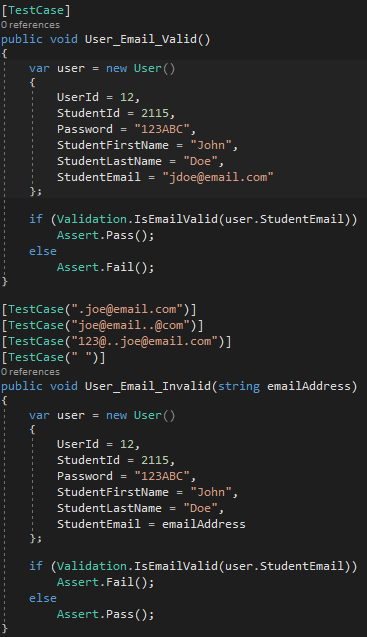 [TestCase]
0 references
public void User_Email_Valid()
{
var user = new User()
{
UserId = 12,
StudentId = 2115,
Password = "123ABC",
StudentFirstName = "John",
StudentLastName = "Doe",
StudentEmail = "jdoe@email.com"
};
if (Validation.IsEmailValid(user.StudentEmail))
Assert.Pass();
else
Assert.Fail();
}
[TestCase(".joe@email.com")]
[TestCase("joe@email..@com")]
[TestCase("123@..joe@email.com")]
[TestCase(" ")]
0 references
public void User_Email_Invalid(string emailAddress)
{
var user = new User()
{
UserId = 12,
StudentId = 2115,
Password = "123ABC",
StudentFirstName = "John",
StudentLastName = "Doe",
StudentEmail = emailAddress
};
if (Validation.IsEmailValid(user.StudentEmail))
Assert.Fail();
else
Assert.Pass();
}